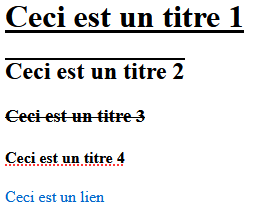 Ceci est un titre 1
Ceci est un titre 2
Ceci est un titre 3
Ceci est un titre 4
Ceci est un lien